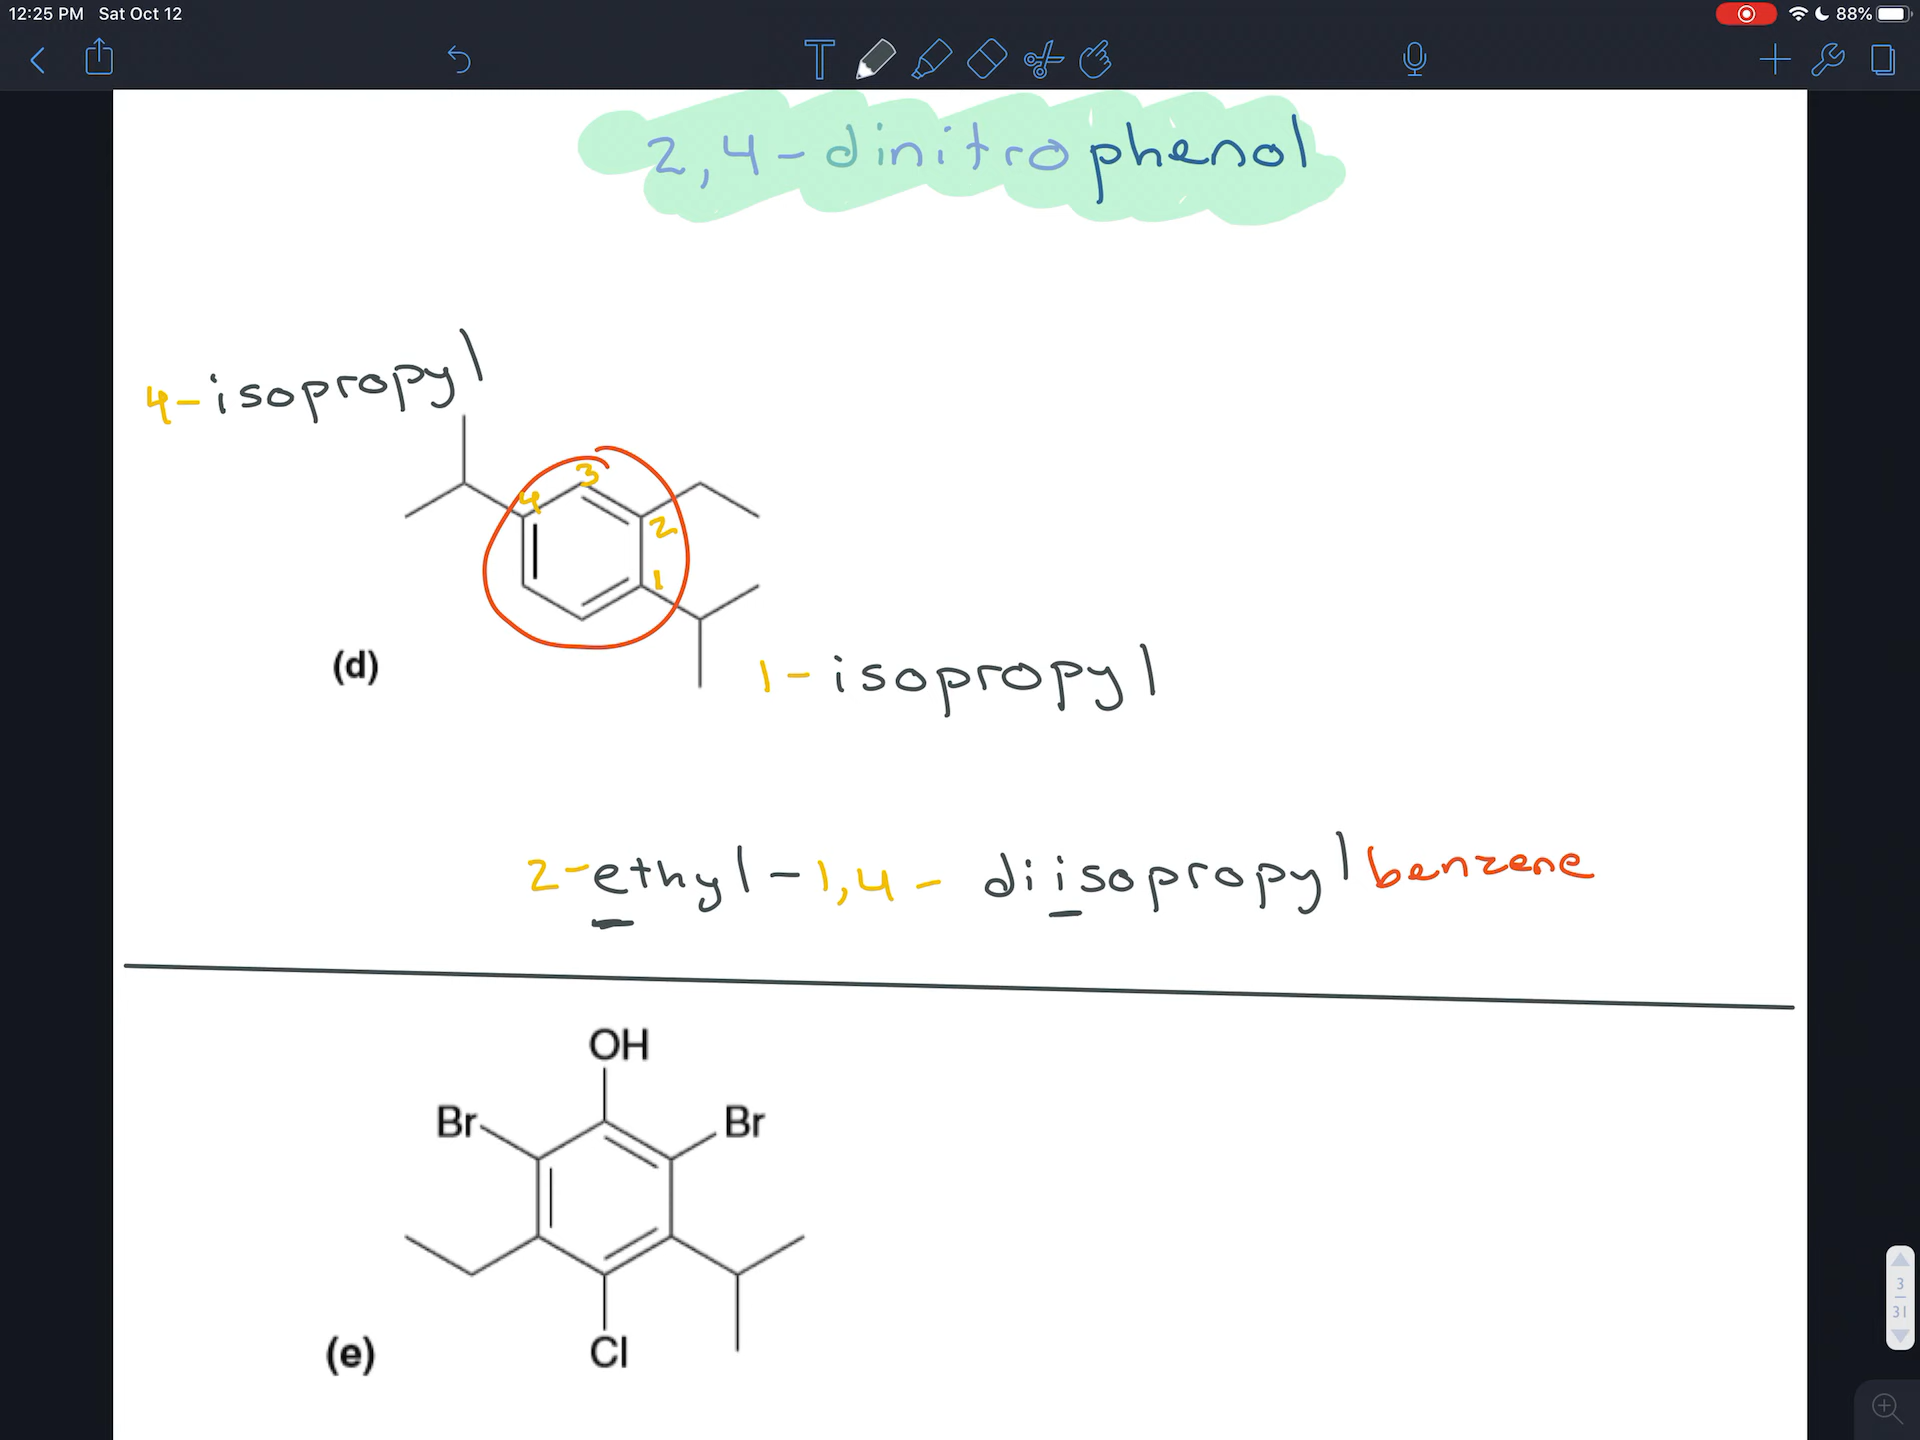 12:25 PM Sat Oct 12
88%
T
2,4-dinitrophenol
4-isopropyl
3
4
2
1
(d)
1-isopropyl
2-ethyl-1,4-diisopropylbenzene
OH
Br Br
Cl
(e)
3
31